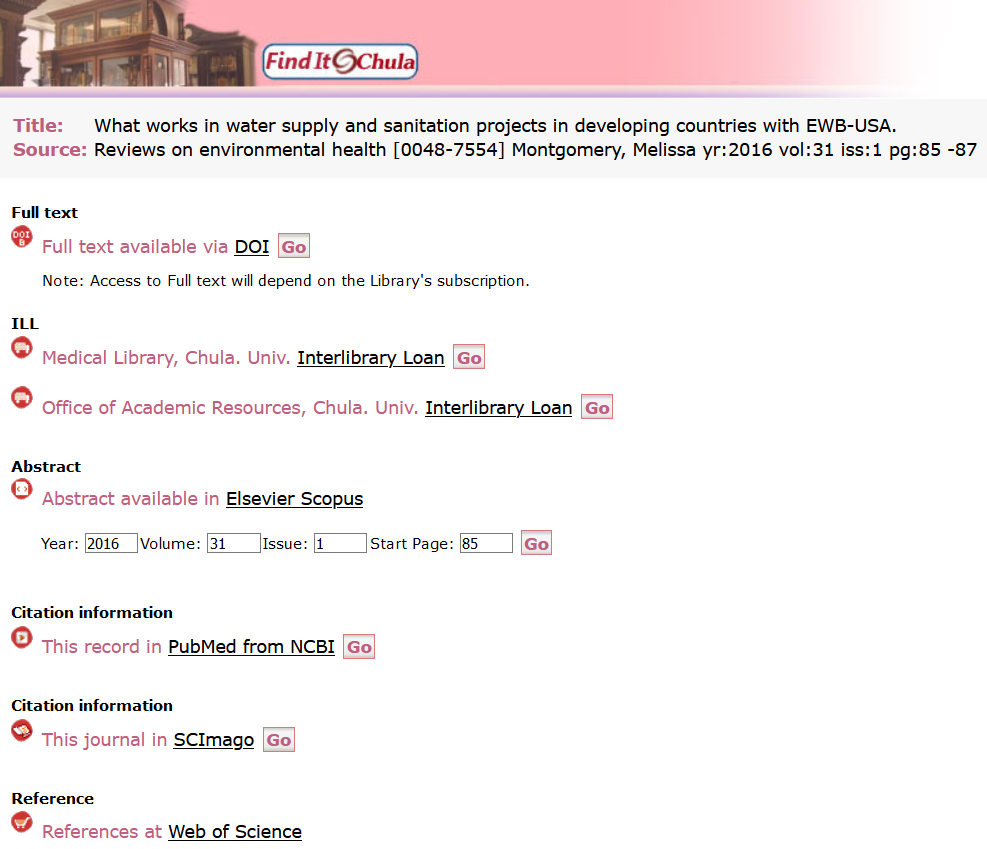 Find It@Chula
Title: What works in water supply and sanitation projects in developing countries with EWB-USA.
Source: Reviews on environmental health [0048-7554] Montgomery, Melissa yr:2016 vol:31 iss:1 pg:85 -87
Full text
DOI
B
Full text available via DOI Go
Note: Access to Full text will depend on the Library's subscription.
ILL
Medical Library, Chula. Univ. Interlibrary Loan Go
Office of Academic Resources, Chula. Univ. Interlibrary Loan Go
Abstract
Abstract available in Elsevier Scopus
Year: 2016 Volume: 31 Issue: 1 Start Page: 85 Go
Citation information
This record in PubMed from NCBI Go
Citation information
This journal in SCImago Go
Reference
References at Web of Science